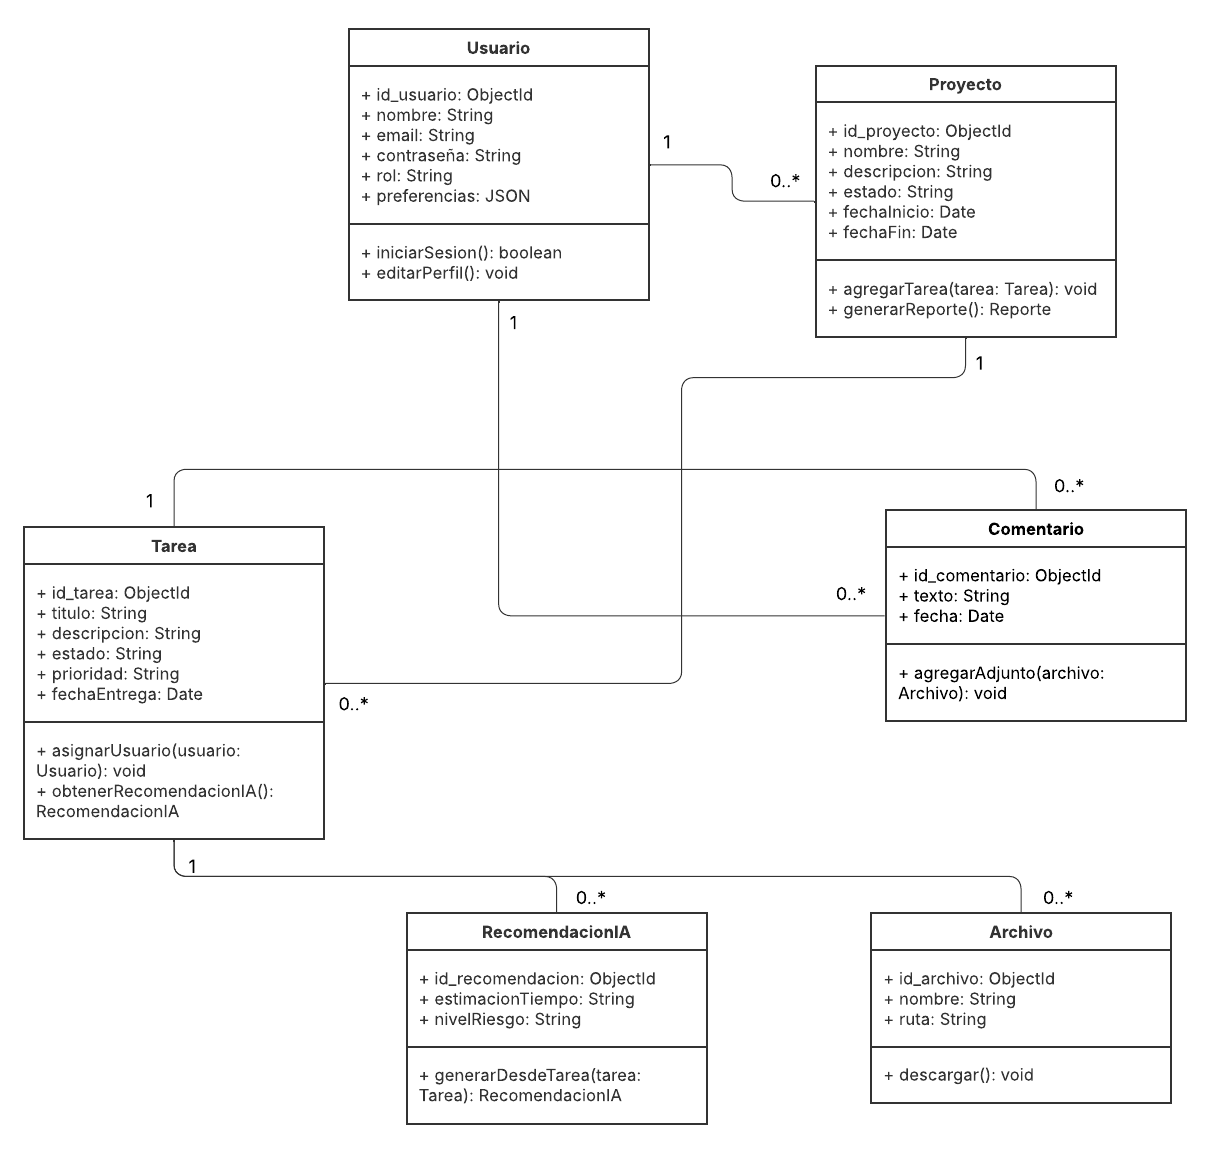 Usuario
+ id_usuario: ObjectId
+ nombre: String
+ email: String
+ contraseña: String
+ rol: String
+ preferencias: JSON
+ iniciarSesion(): boolean
+ editarPerfil(): void
1
0..*
Proyecto
+ id_proyecto: ObjectId
+ nombre: String
+ descripcion: String
+ estado: String
+ fechaInicio: Date
+ fechaFin: Date
+ agregarTarea(tarea: Tarea): void
+ generarReporte(): Reporte
1
1
1
0..*
Tarea
+ id_tarea: ObjectId
+ titulo: String
+ descripcion: String
+ estado: String
+ prioridad: String
+ fechaEntrega: Date
+ asignarUsuario(usuario:
Usuario): void
+ obtenerRecomendacionIA():
RecomendacionIA
0..*
0..*
Comentario
+ id_comentario: ObjectId
+ texto: String
+ fecha: Date
+ agregarAdjunto(archivo:
Archivo): void
1
0..*
0..*
RecomendacionIA
+ id_recomendacion: ObjectId
+ estimacionTiempo: String
+ nivelRiesgo: String
+ generarDesdeTarea(tarea:
Tarea): RecomendacionIA
Archivo
+ id_archivo: ObjectId
+ nombre: String
+ ruta: String
+ descargar(): void